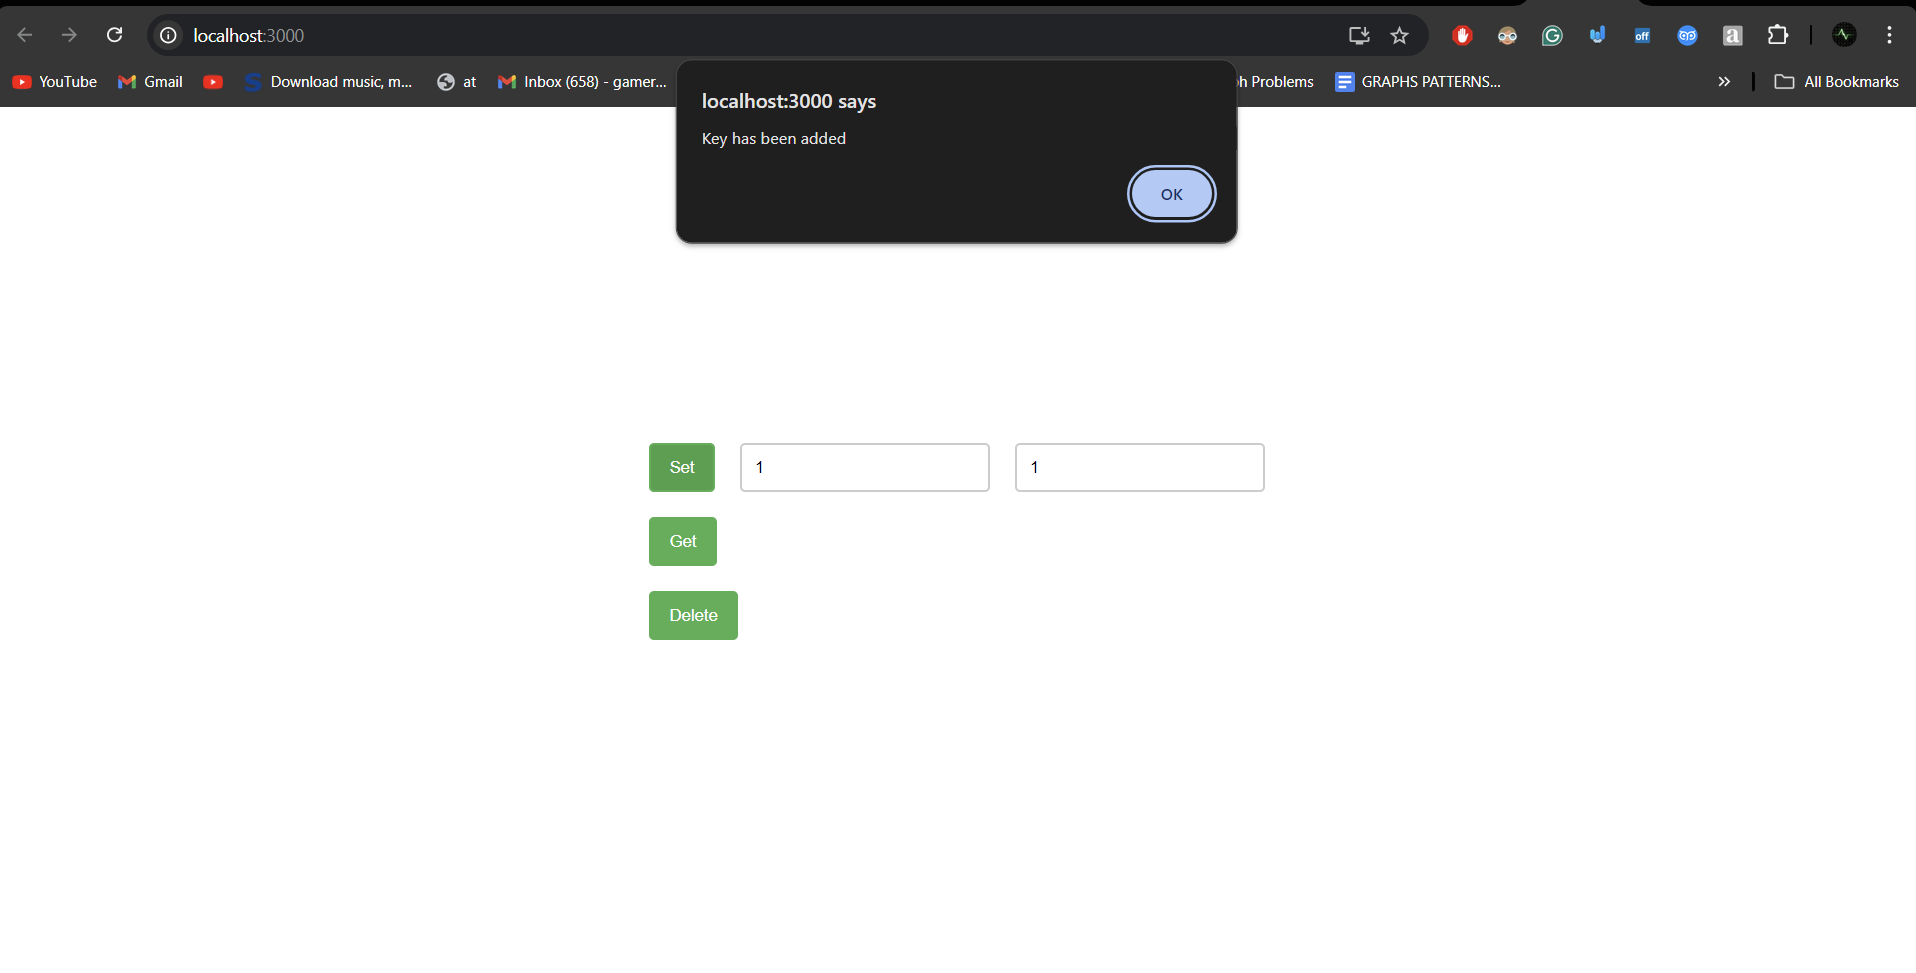 localhost:3000
YouTube Gmail Download music, m... at Inbox (658) - gamer... Problems GRAPHS PATTERNS... All Bookmarks
localhost:3000 says
Key has been added
OK
Set 1 1
Get
Delete